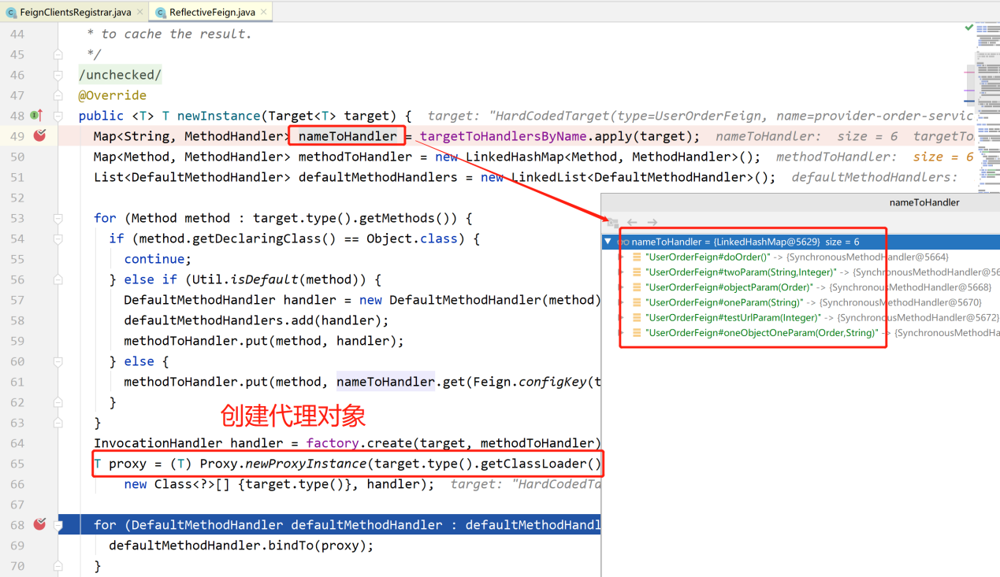 FeignClientsRegistrar.java ReflectiveFeign.java
44 * to cache the result.
45 */
46 /unchecked/
47 @Override
48 public <T> T newInstance(Target<T> target) { target: "HardCodedTarget(type=UserOrderFeign, name=provider-order-servic
49 Map<String, MethodHandler> nameToHandler = targetToHandlersByName.apply(target); nameToHandler: size = 6 targetTo
50 Map<Method, MethodHandler> methodToHandler = new LinkedHashMap<Method, MethodHandler>(); methodToHandler: size = 6
51 List<DefaultMethodHandler> defaultMethodHandlers = new LinkedList<DefaultMethodHandler>(); defaultMethodHandlers:
52
53 for (Method method : target.type().getMethods()) {
54 if (method.getDeclaringClass() == Object.class) {
55 continue;
56 } else if (Util.isDefault(method)) {
57 DefaultMethodHandler handler = new DefaultMethodHandler(method)
58 defaultMethodHandlers.add(handler);
59 methodToHandler.put(method, handler);
60 } else {
61 methodToHandler.put(method, nameToHandler.get(Feign.configKey(t
62 }
创建代理对象
63 }
64 InvocationHandler handler = factory.create(target, methodToHandler)
65 T proxy = (T) Proxy.newProxyInstance(target.type().getClassLoader()
66 new Class<?>[] {target.type()}, handler); target: "HardCodedTa
67
68 for (DefaultMethodHandler defaultMethodHandler : defaultMethodHandl
69 defaultMethodHandler.bindTo(proxy);
70 }
nameToHandler
nameToHandler = {LinkedHashMap@5629} size = 6
"UserOrderFeign#doOrder()" -> {SynchronousMethodHandler@5664}
"UserOrderFeign#twoParam(String,Integer)" -> {SynchronousMethodHandler@56
"UserOrderFeign#objectParam(Order)" -> {SynchronousMethodHandler@5668}
"UserOrderFeign#oneParam(String)" -> {SynchronousMethodHandler@5670}
"UserOrderFeign#testUrlParam(Integer)" -> {SynchronousMethodHandler@5672}
"UserOrderFeign#oneObjectOneParam(Order,String)" -> {SynchronousMethodHa